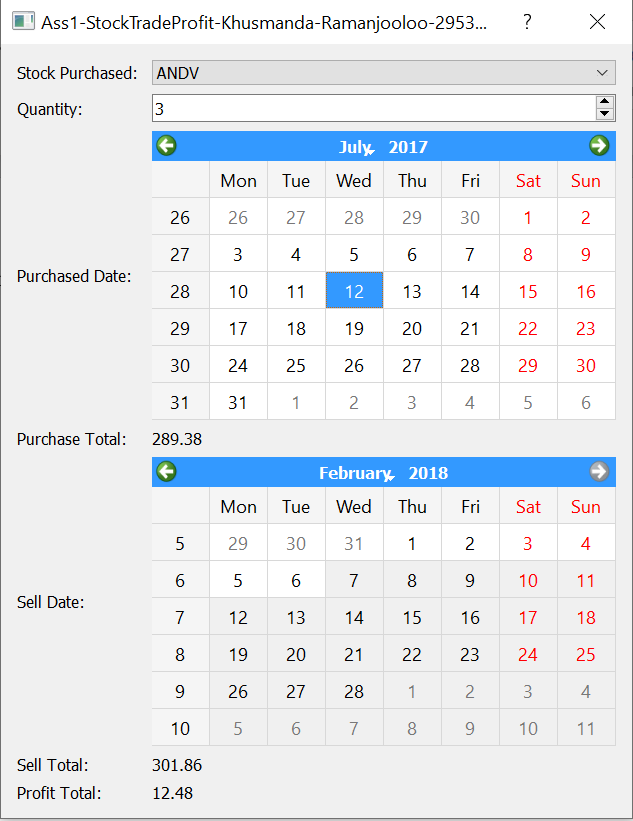 Ass1-StockTradeProfit-Khusmanda-Ramanjooloo-2953... ?
Stock Purchased: ANDV
Quantity: 3
July, 2017
Mon Tue Wed Thu Fri Sat Sun
26 26 27 28 29 30 1 2
27 3 4 5 6 7 8 9
Purchased Date:
28 10 11 12 13 14 15 16
29 17 18 19 20 21 22 23
30 24 25 26 27 28 29 30
31 31 1 2 3 4 5 6
Purchase Total: 289.38
February, 2018
Mon Tue Wed Thu Fri Sat Sun
5 29 30 31 1 2 3 4
6 5 6 7 8 9 10 11
Sell Date:
7 12 13 14 15 16 17 18
8 19 20 21 22 23 24 25
9 26 27 28 1 2 3 4
10 5 6 7 8 9 10 11
Sell Total: 301.86
Profit Total: 12.48